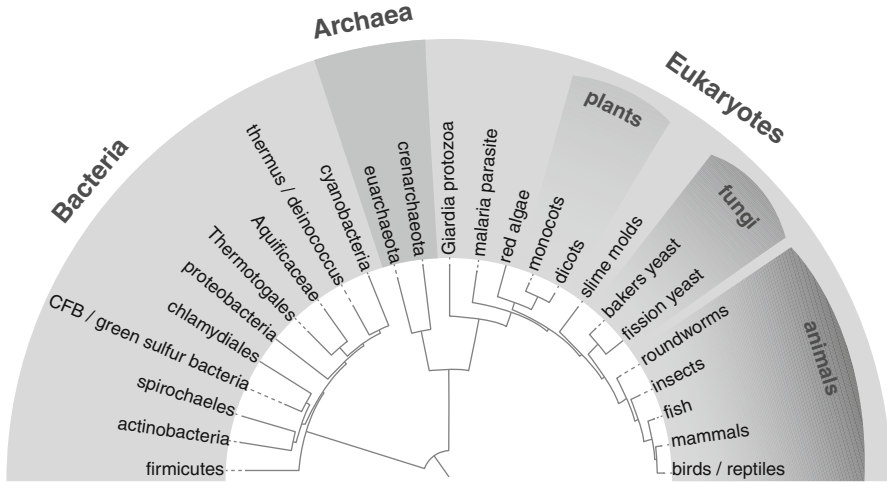 Archaea
Eukaryotes
Bacteria
plants
fungi
animals
firmicutes
actinobacteria
spirochaeles
CFB / green sulfur bacteria
chlamydiales
proteobacteria
Thermotogales
Aquificaceae
thermus / deinococcus
cyanobacteria
euarchaeota
crenarchaeota
Giardia protozoa
malaria parasite
red algae
monocots
dicots
slime molds
bakers yeast
fission yeast
roundworms
insects
fish
mammals
birds / reptiles